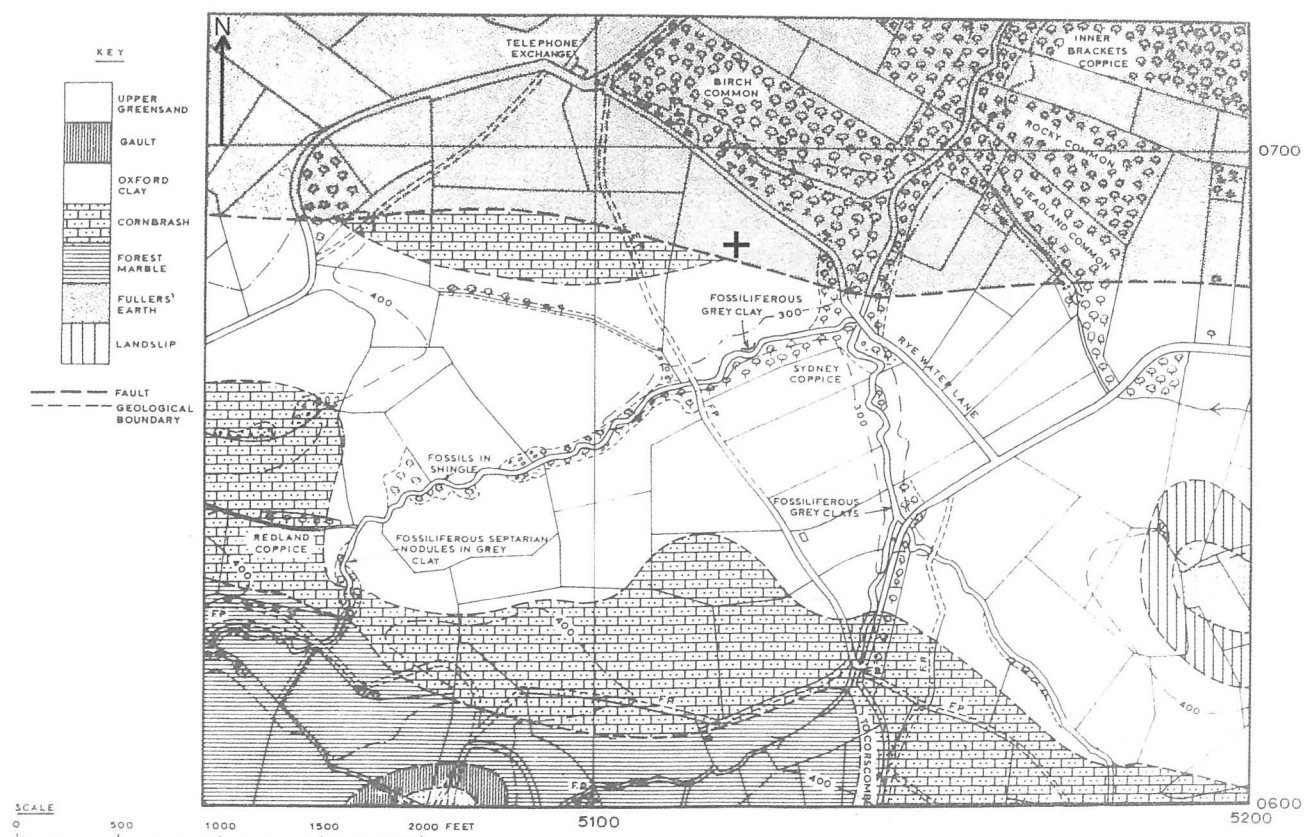 KEY
UPPER
GREENSAND
GAULT
OXFORD
CLAY
CORNBRASH
FOREST
MARBLE
FULLERS'
EARTH
LANDSLIP
FAULT
GEOLOGICAL
BOUNDARY
SCALE
0 500 1000 1500 2000 FEET
N
TELEPHONE
EXCHANGE
BIRCH
COMMON
INNER
BRACKETS
COPPICE
ROCKY COMMON
HEADLAND COMMON
0700
400
FOSSILIFEROUS
GREY CLAY
300
SYDNEY
COPPICE
RYE WATER LANE
F.P.
300
FOSSILS IN
SHINGLE
FOSSILIFEROUS
GREY CLAYS
REDLAND
COPPICE
FOSSILIFEROUS SEPTARIAN
NODULES IN GREY
CLAY
400
F.P.
400
F.P.
F.B.
F.P.
F.P.
400
TO CORSCOMBE
400
F.P.
5100
0600
5200